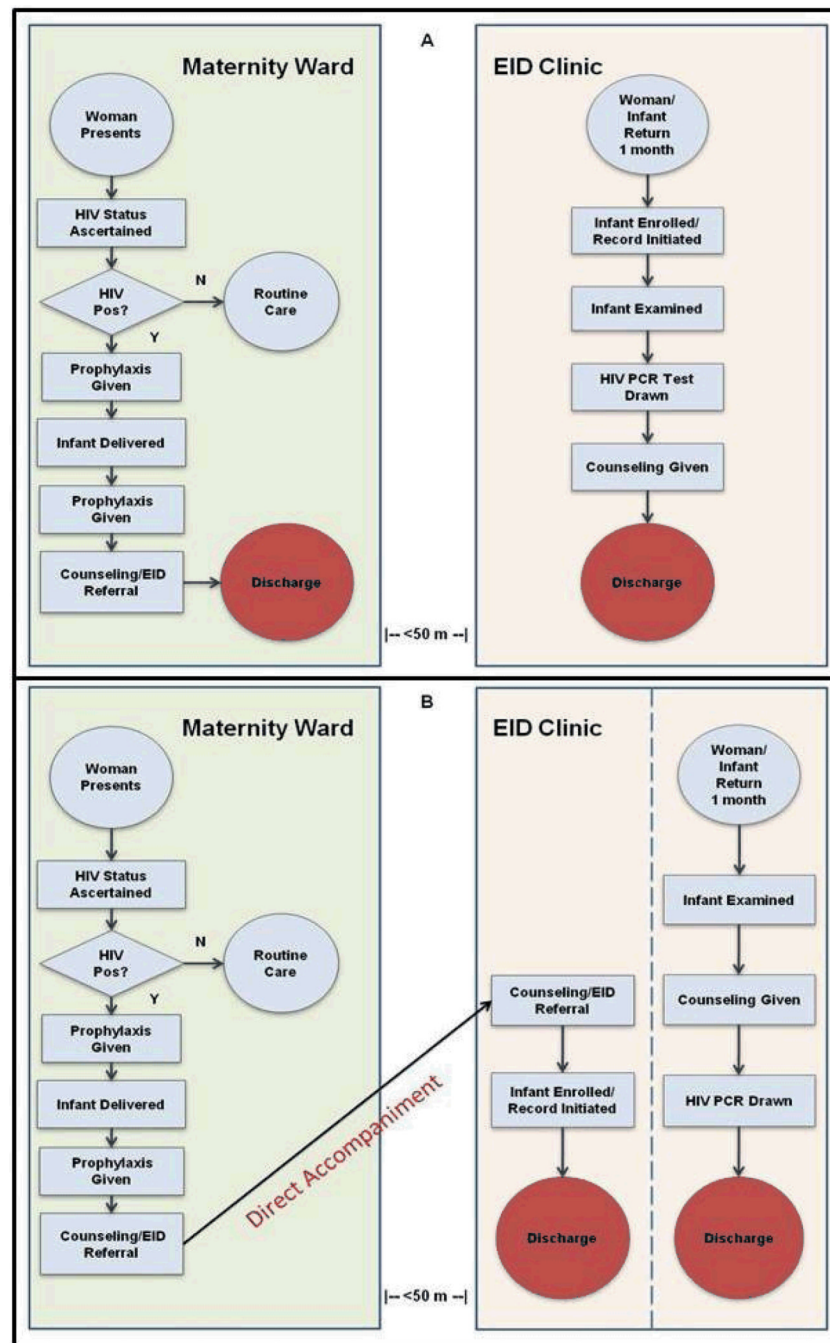 A
Maternity Ward
Woman
Presents
HIV Status
Ascertained
HIV
Pos?
N
Routine
Care
Y
Prophylaxis
Given
Infant Delivered
Prophylaxis
Given
Counseling/EID
Referral
Discharge
|-- <50 m --|
EID Clinic
Woman/
Infant
Return
1 month
Infant Enrolled/
Record Initiated
Infant Examined
HIV PCR Test
Drawn
Counseling Given
Discharge
B
Maternity Ward
Woman
Presents
HIV Status
Ascertained
HIV
Pos?
N
Routine
Care
Y
Prophylaxis
Given
Infant Delivered
Prophylaxis
Given
Counseling/EID
Referral
Direct Accompaniment
|-- <50 m --|
EID Clinic
Counseling/EID
Referral
Infant Enrolled/
Record Initiated
Discharge
Woman/
Infant
Return
1 month
Infant Examined
Counseling Given
HIV PCR Drawn
Discharge